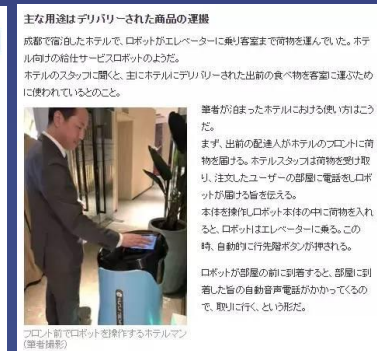 主な用途はデリバリーされた商品の運搬
成都で宿泊したホテルで、ロボットがエレベーターに乗り客室まで荷物を運んでいた。ホテ
ル向けの給仕サービスロボットのようだ。
ホテルのスタッフに聞くと、主にホテルにデリバリーされた出前の食べ物を客室に運ぶため
に使われているとのこと。
筆者が泊まったホテルにおける使い方はこう
だ。
まず、出前の配達人がホテルのフロントに荷
物を届ける。ホテルスタッフは荷物を受け取
り、注文したユーザーの部屋に電話をしロボ
ットが届ける旨を伝える。
本体を操作しロボット本体の中に荷物を入れ
ると、ロボットはエレベーターに乗る。この
時、自動的に行先階ボタンが押される。
ロボットが部屋の前に到着すると、部屋に到
着した旨の自動音声電話がかかってくるの
で、取りに行く、という形だ。
フロント前でロボットを操作するホテルマン
(筆者撮影)